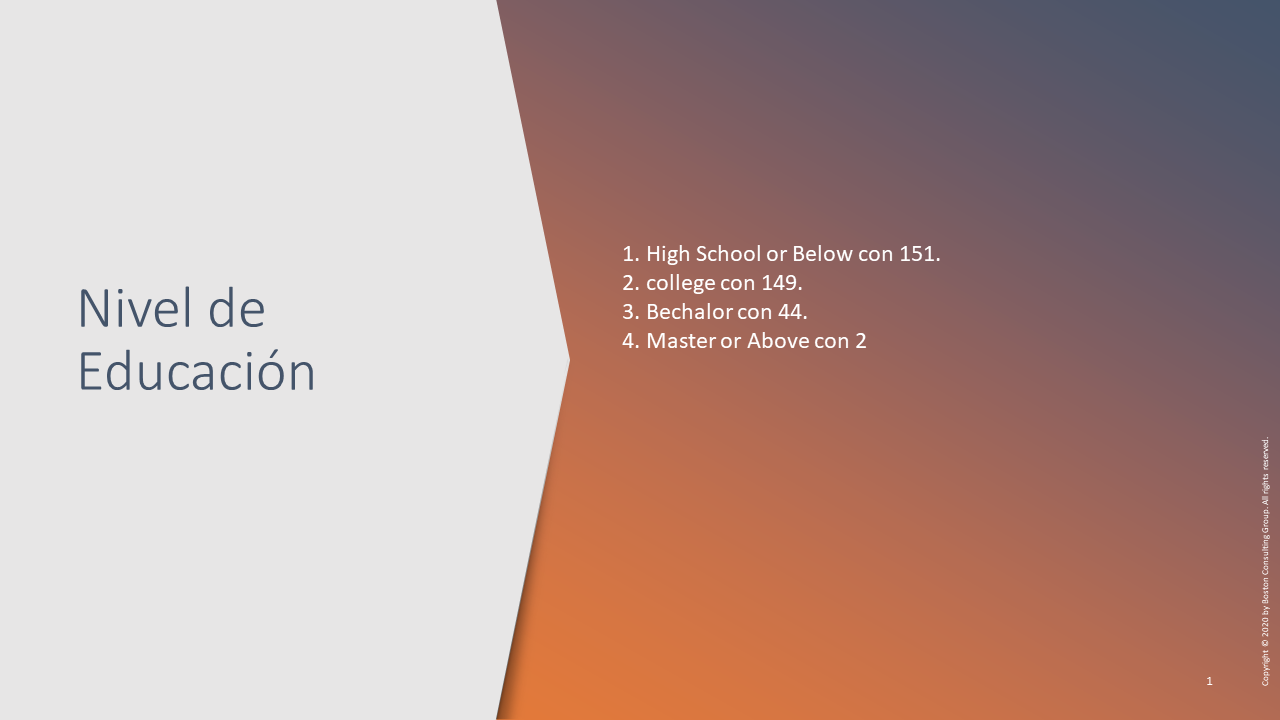 Nivel de
Educación
1. High School or Below con 151.
2. college con 149.
3. Bechalor con 44.
4. Master or Above con 2
Copyright © 2020 by Boston Consulting Group. All rights reserved.
1